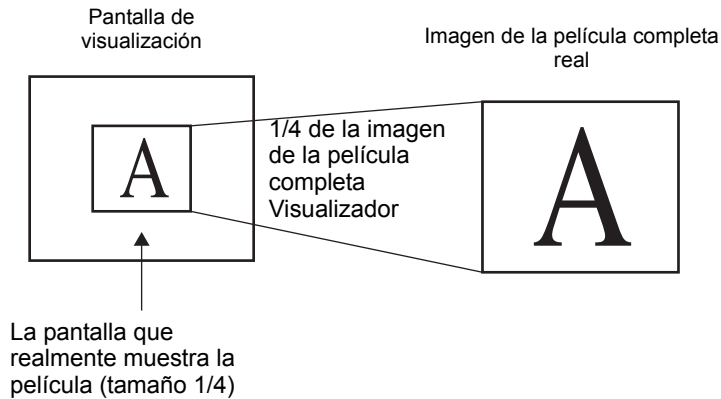 Pantalla de
visualización
Imagen de la película completa
real
A
1/4 de la imagen
de la película
completa
Visualizador
A
La pantalla que
realmente muestra la
película (tamaño 1/4)